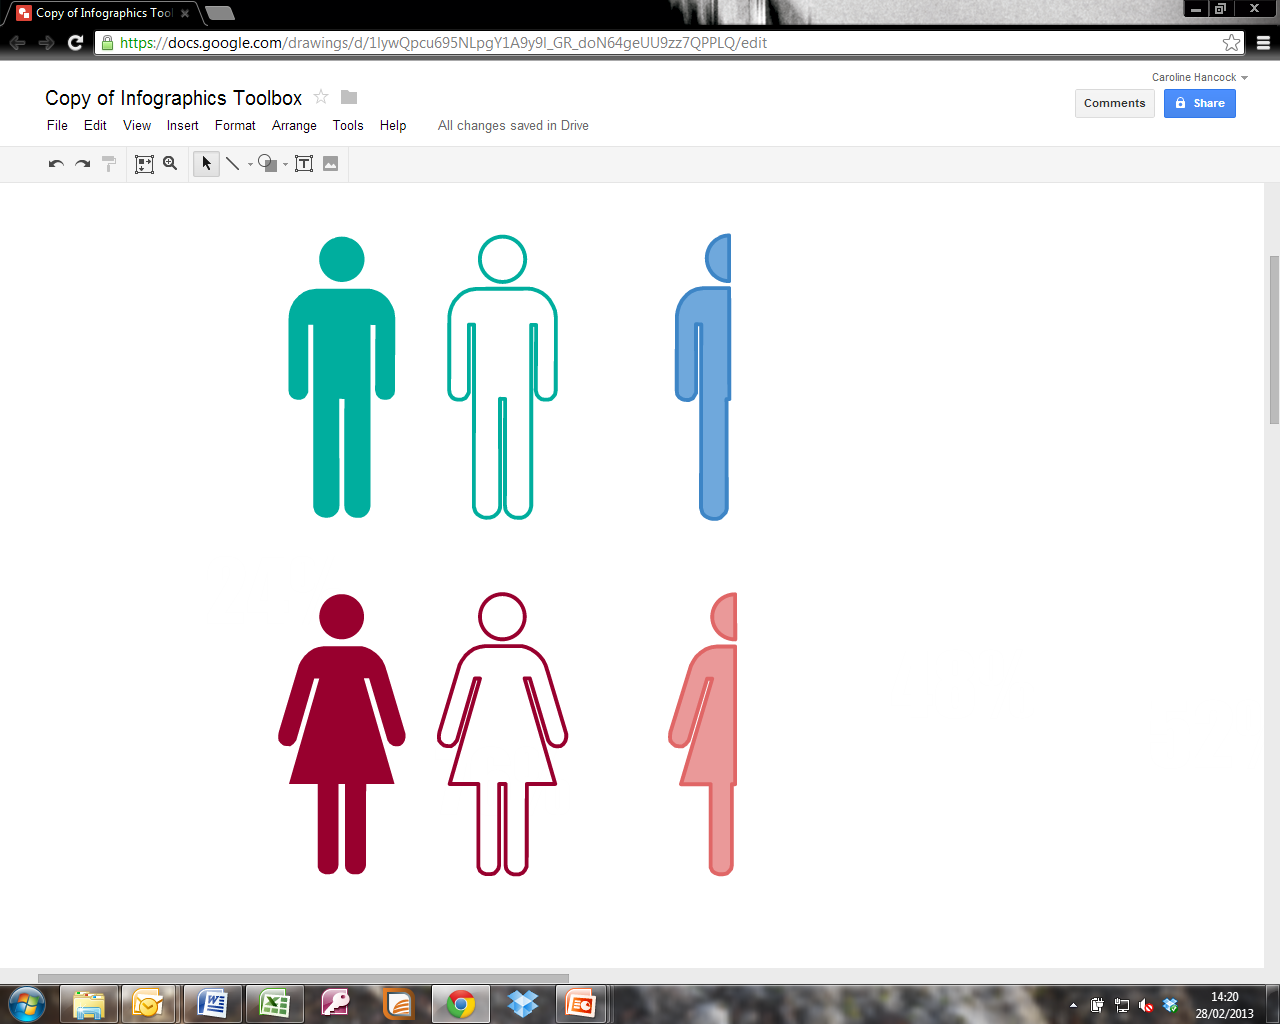 Copy of Infographics Tool
https://docs.google.com/drawings/d/1lywQpcu695NLpgY1A9y9l_GR_doN64geUU9zz7QPPLQ/edit
Caroline Hancock
Copy of Infographics Toolbox
Comments
Share
File Edit View Insert Format Arrange Tools Help All changes saved in Drive
14:20
28/02/2013